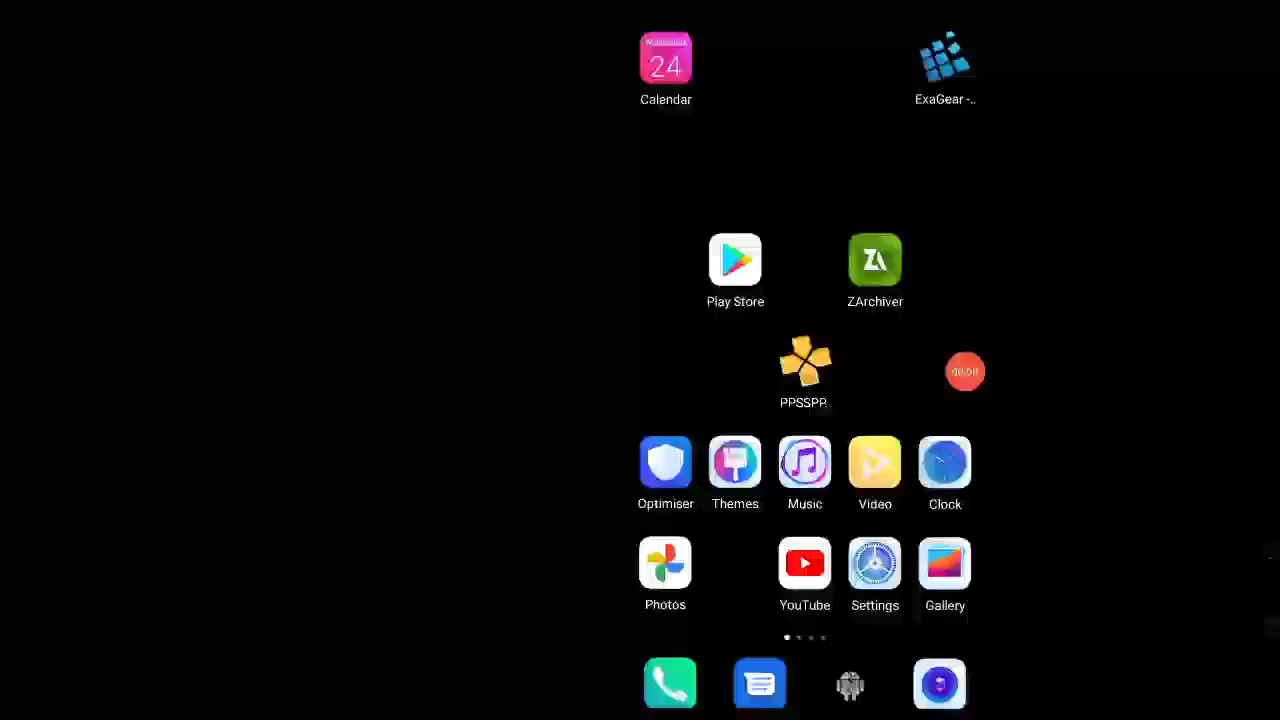 24
Calendar
ExaGear -..
Play Store
ZArchiver
PPSSPP..
Optimiser
Themes
Music
Video
Clock
Photos
YouTube
Settings
Gallery